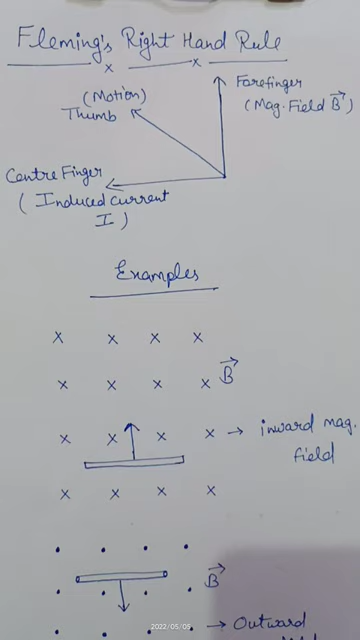 Fleming's Right Hand Rule
Forefinger
(Mag. Field B)
(Motion)
Thumb
Centre Finger
(Induced current
I)
Examples
x x x x
x x x x B
x x x x → inward mag.
field
x x x x
B
2022/05/05
→ Outward